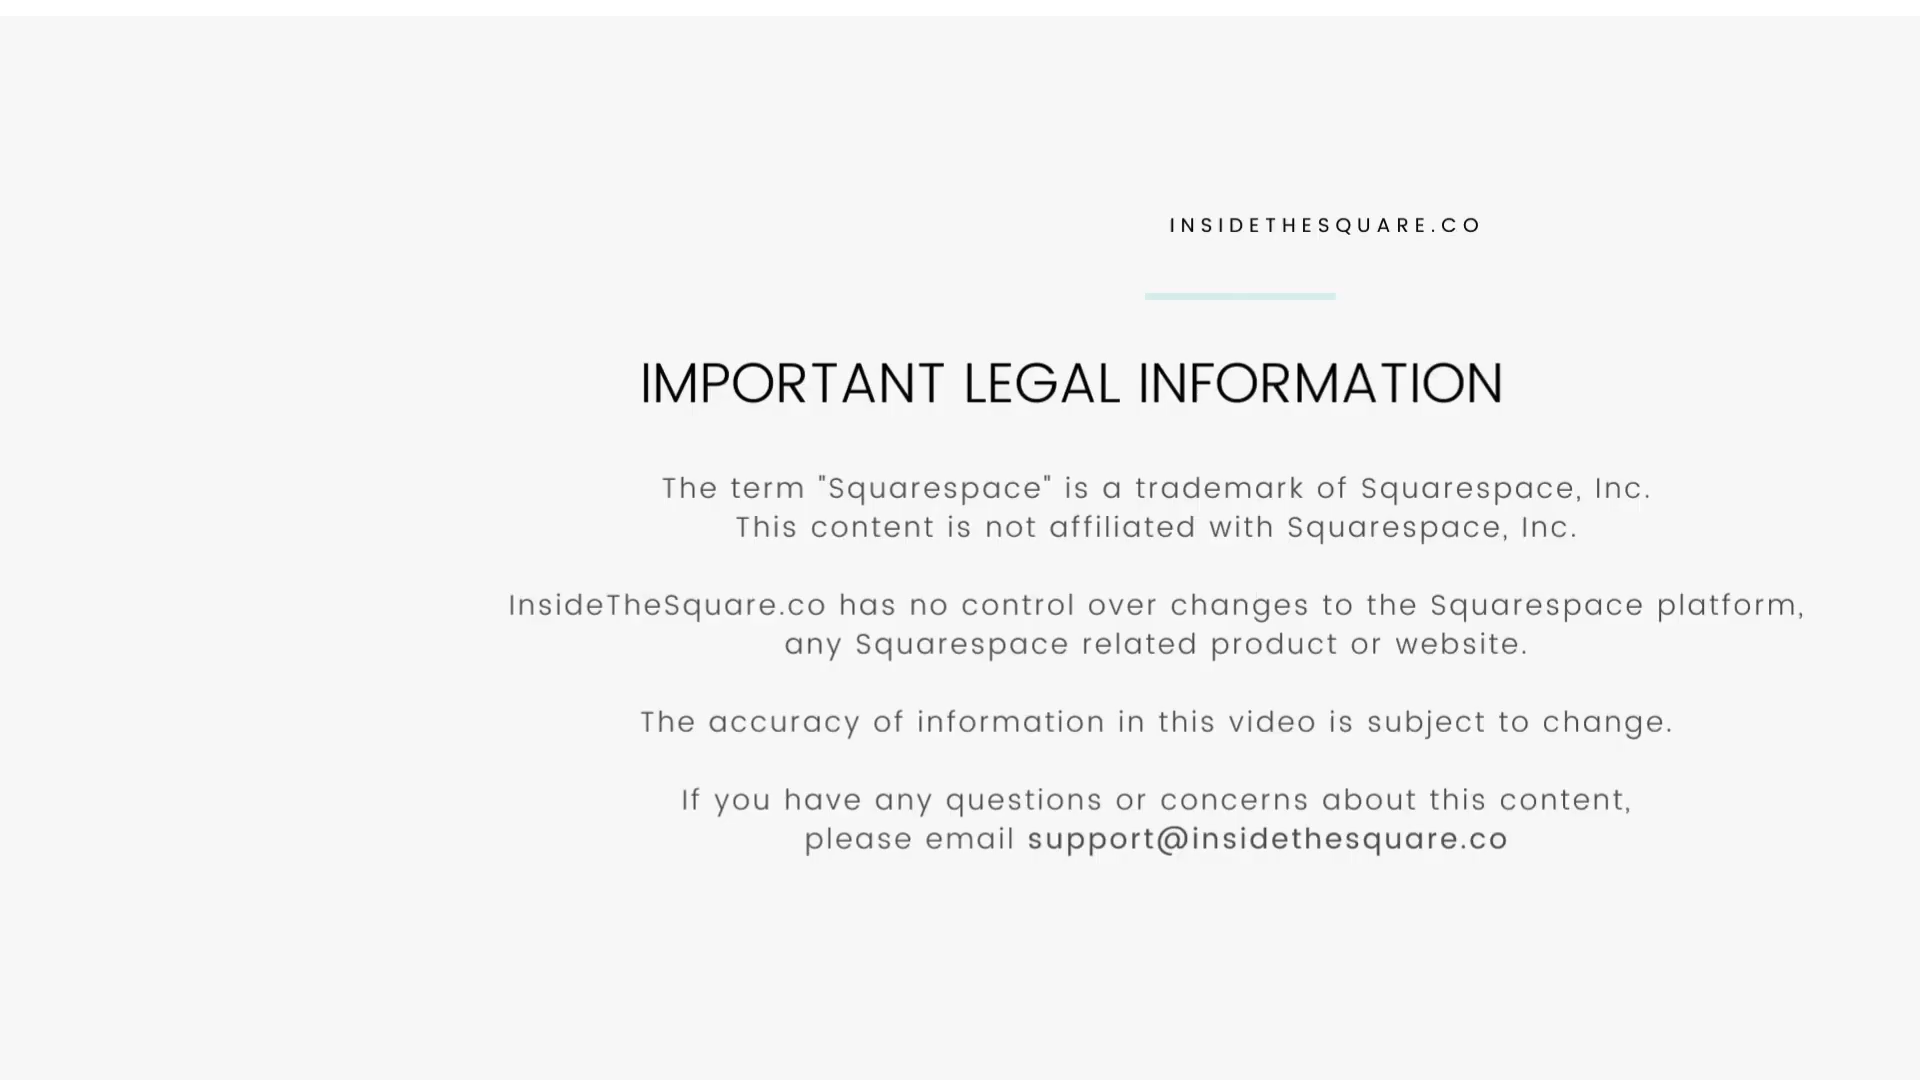 INSIDETHESQUARE.CO
IMPORTANT LEGAL INFORMATION
The term "Squarespace" is a trademark of Squarespace, Inc.
This content is not affiliated with Squarespace, Inc.
InsideTheSquare.co has no control over changes to the Squarespace platform,
any Squarespace related product or website.
The accuracy of information in this video is subject to change.
If you have any questions or concerns about this content,
please email support@insidethesquare.co